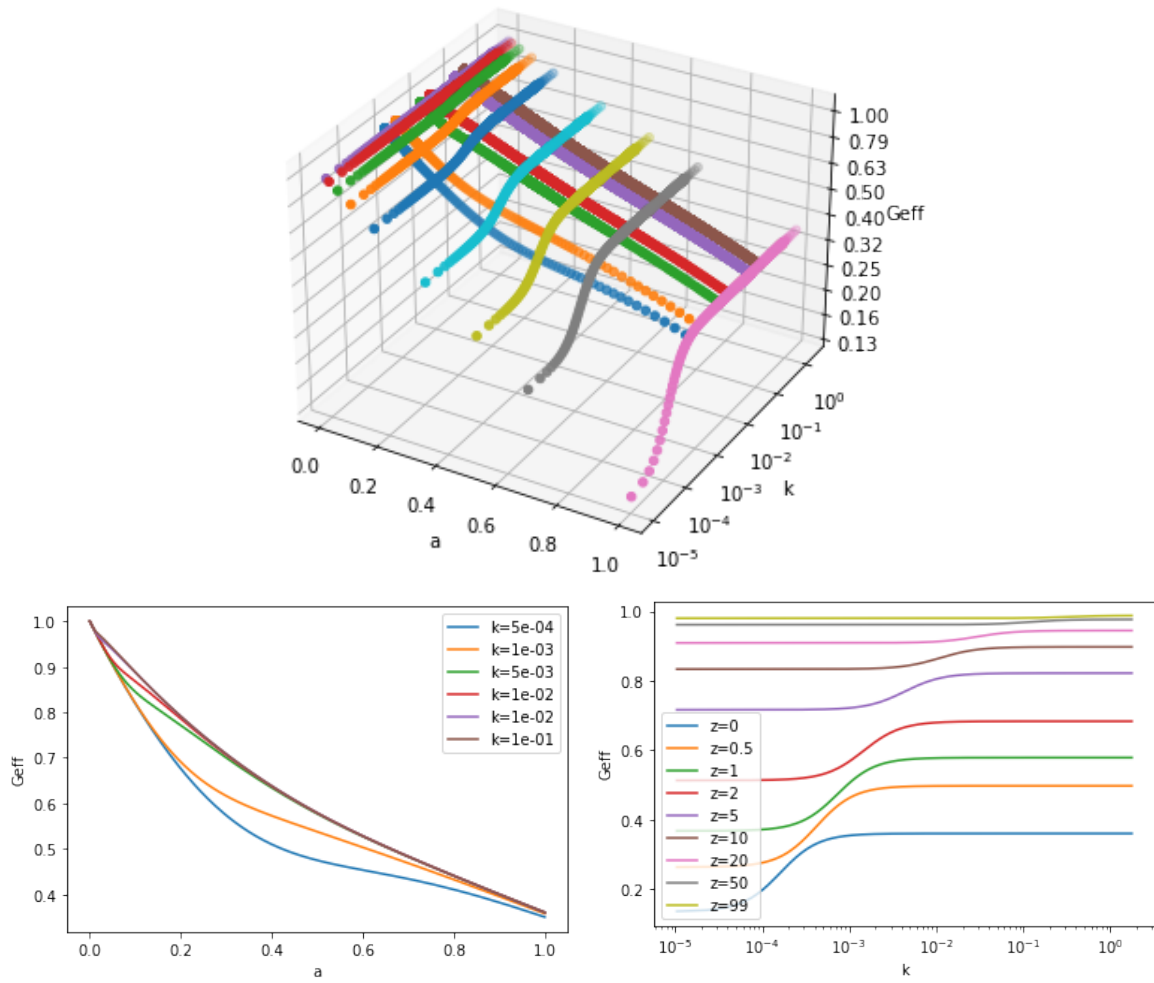 1.00
0.79
0.63
0.50
0.40
Geff
0.32
0.25
0.20
0.16
0.13
0.0
0.2
0.4
0.6
0.8
1.0
a
10⁰
10⁻¹
10⁻²
10⁻³
10⁻⁴
10⁻⁵
k
1.0
0.9
0.8
0.7
0.6
0.5
0.4
Geff
k=5e-04
k=1e-03
k=5e-03
k=1e-02
k=1e-02
k=1e-01
0.0 0.2 0.4 0.6 0.8 1.0
a
1.0
0.8
0.6
0.4
0.2
Geff
z=0
z=0.5
z=1
z=2
z=5
z=10
z=20
z=50
z=99
10⁻⁵ 10⁻⁴ 10⁻³ 10⁻² 10⁻¹ 10⁰
k